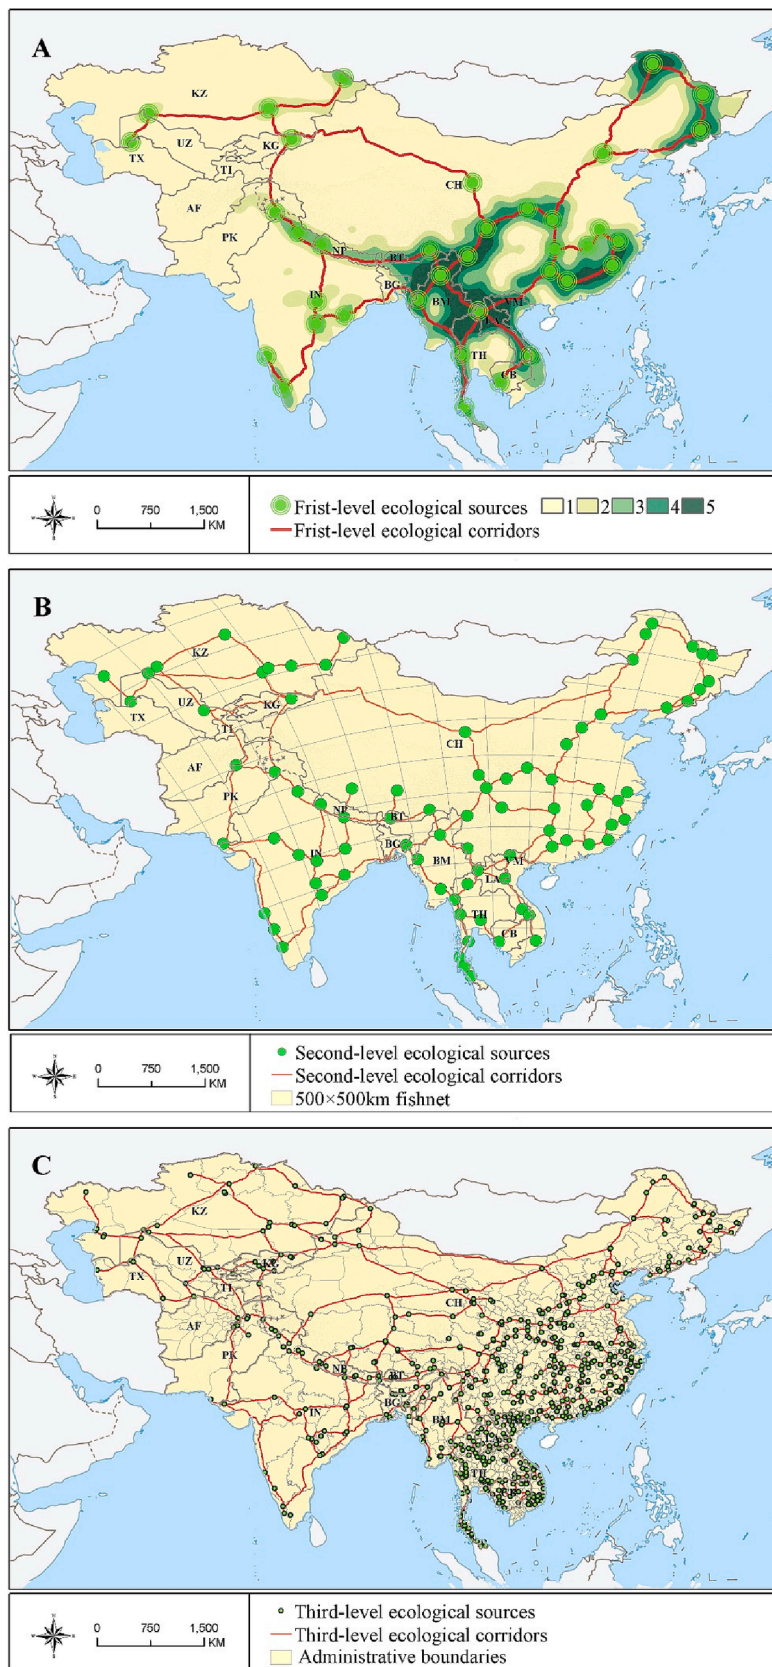 A
KZ
UZ
KG
TX
TI
CH
AF
PK
NP
BT
BG
IN
BM
VM
LA
TH
CB
0 750 1,500
KM
Frist-level ecological sources 1 2 3 4 5
Frist-level ecological corridors
B
KZ
UZ
KG
TX
TI
CH
AF
PK
NP
BT
BG
IN
BM
VM
LA
TH
CB
0 750 1,500
KM
Second-level ecological sources
Second-level ecological corridors
500×500km fishnet
C
KZ
UZ
TX
TI
CH
AF
PK
NP
BT
BG
IN
BM
TH
0 750 1,500
KM
Third-level ecological sources
Third-level ecological corridors
Administrative boundaries